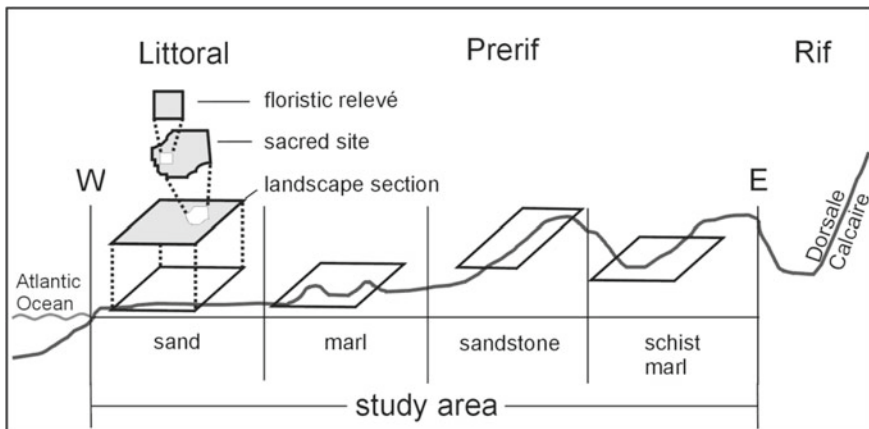 Littoral
Prerif
Rif
floristic relevé
sacred site
W
landscape section
E
Atlantic
Ocean
Dorsale
Calcaire
sand
marl
sandstone
schist
marl
study area